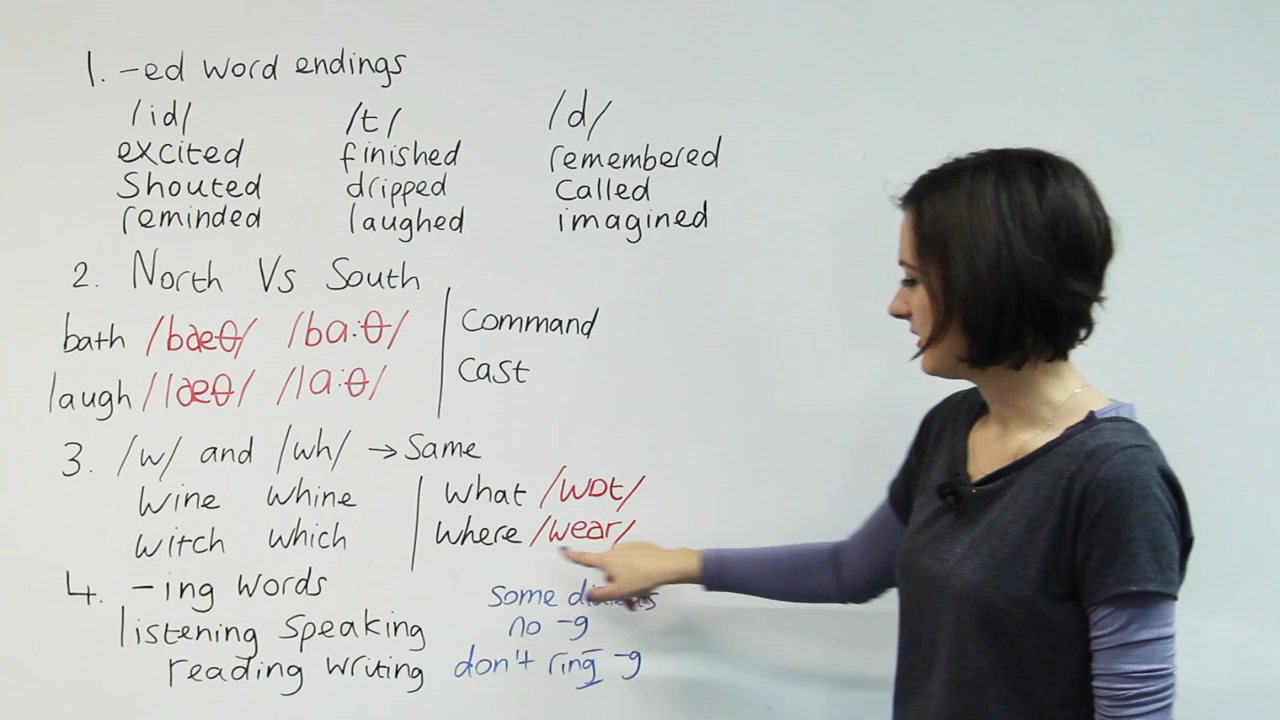 1. -ed word endings
/id/ /t/ /d/
excited finished remembered
Shouted dripped called
reminded laughed imagined
2. North Vs South
bath /bæθ/ /ba:θ/ | Command
laugh /læθ/ /la:θ/ | Cast
3. /w/ and /wh/ → Same
wine whine | what /wɒt/
witch which | where /wear/
4. -ing words
some
listening speaking no -g
reading writing don't ring -g